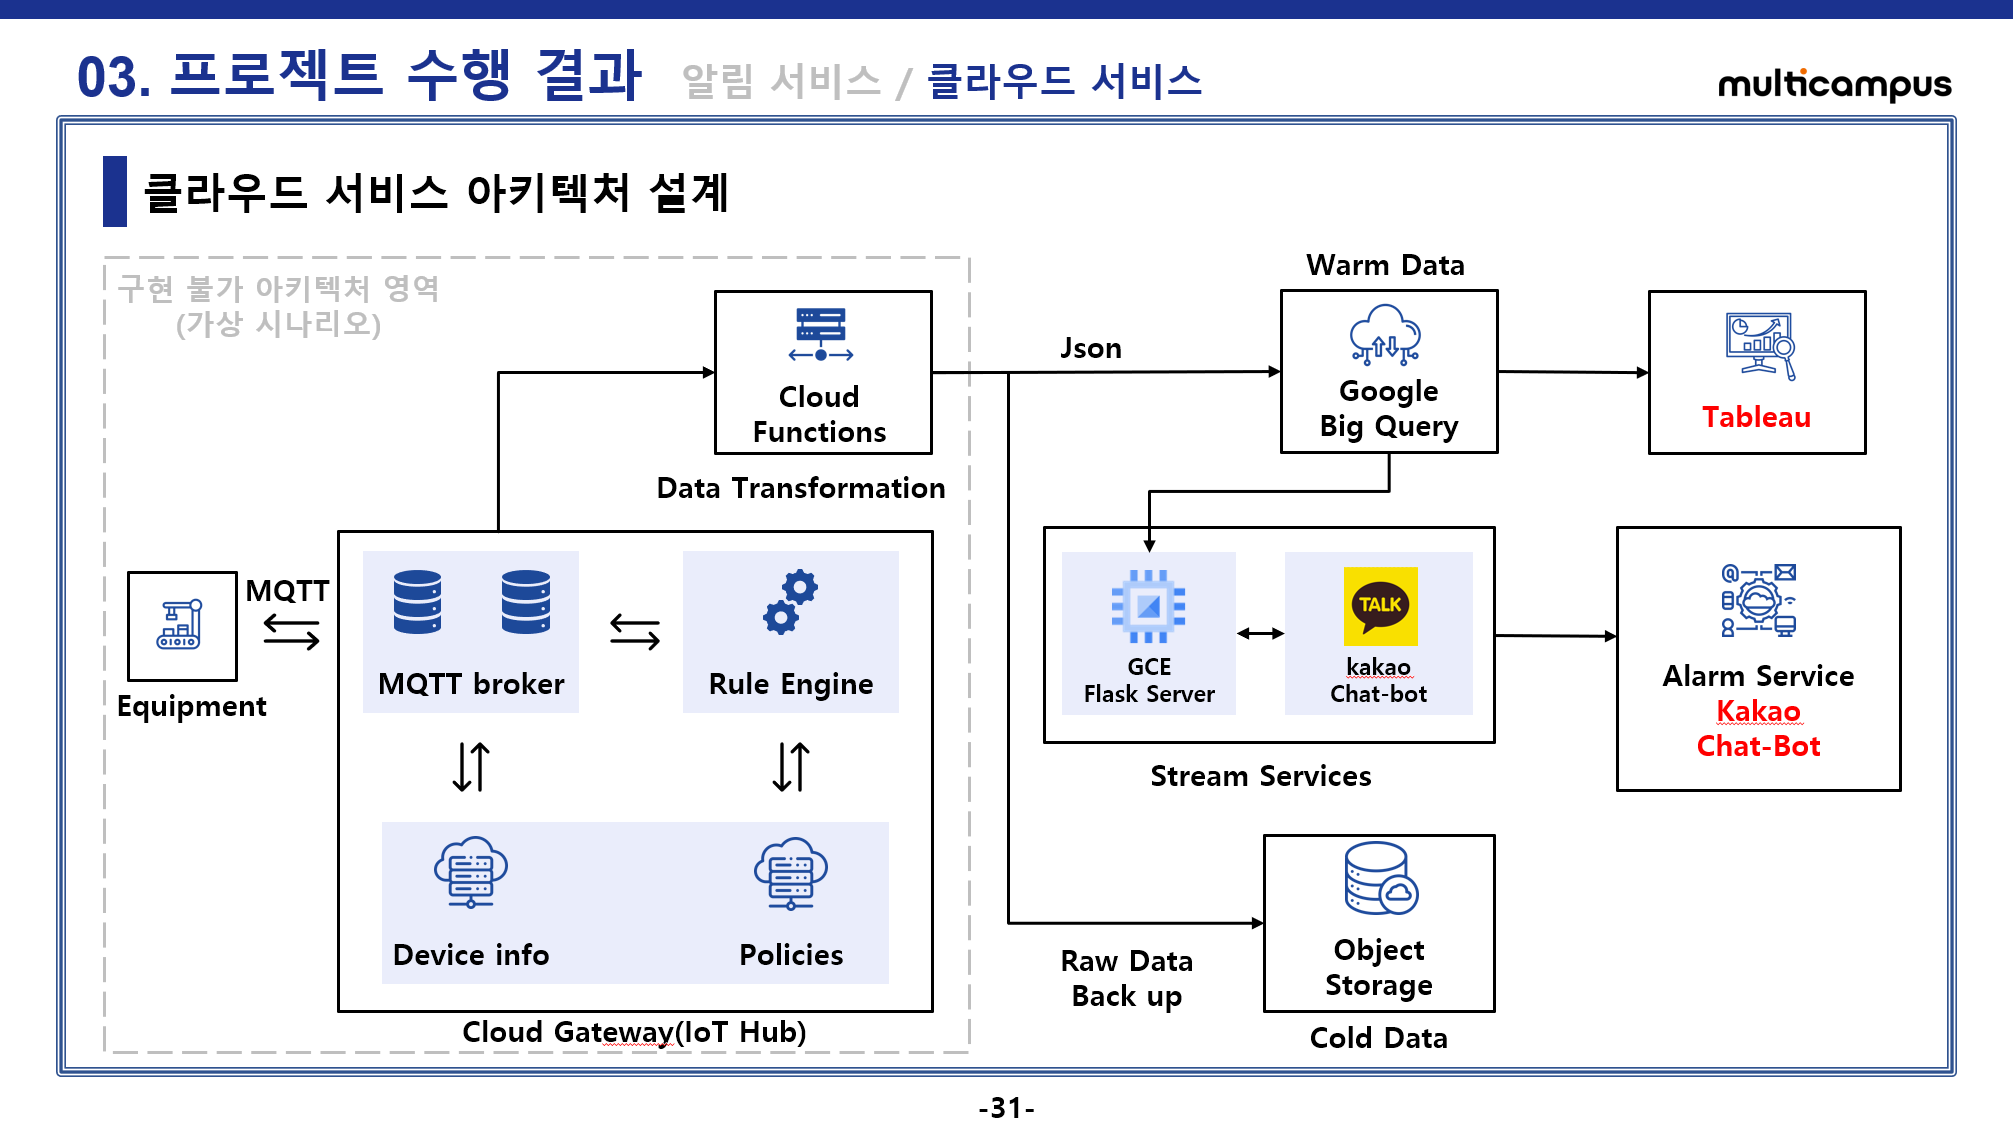 03. 프로젝트 수행 결과 알림 서비스 / 클라우드 서비스
multicampus
클라우드 서비스 아키텍처 설계
구현 불가 아키텍처 영역
(가상 시나리오)
Cloud
Functions
Data Transformation
Json
Warm Data
Google
Big Query
Tableau
Equipment
MQTT
MQTT broker
Rule Engine
Device info
Policies
Cloud Gateway(IoT Hub)
GCE
Flask Server
TALK
kakao
Chat-bot
Stream Services
Alarm Service
Kakao
Chat-Bot
Raw Data
Back up
Object
Storage
Cold Data
-31-